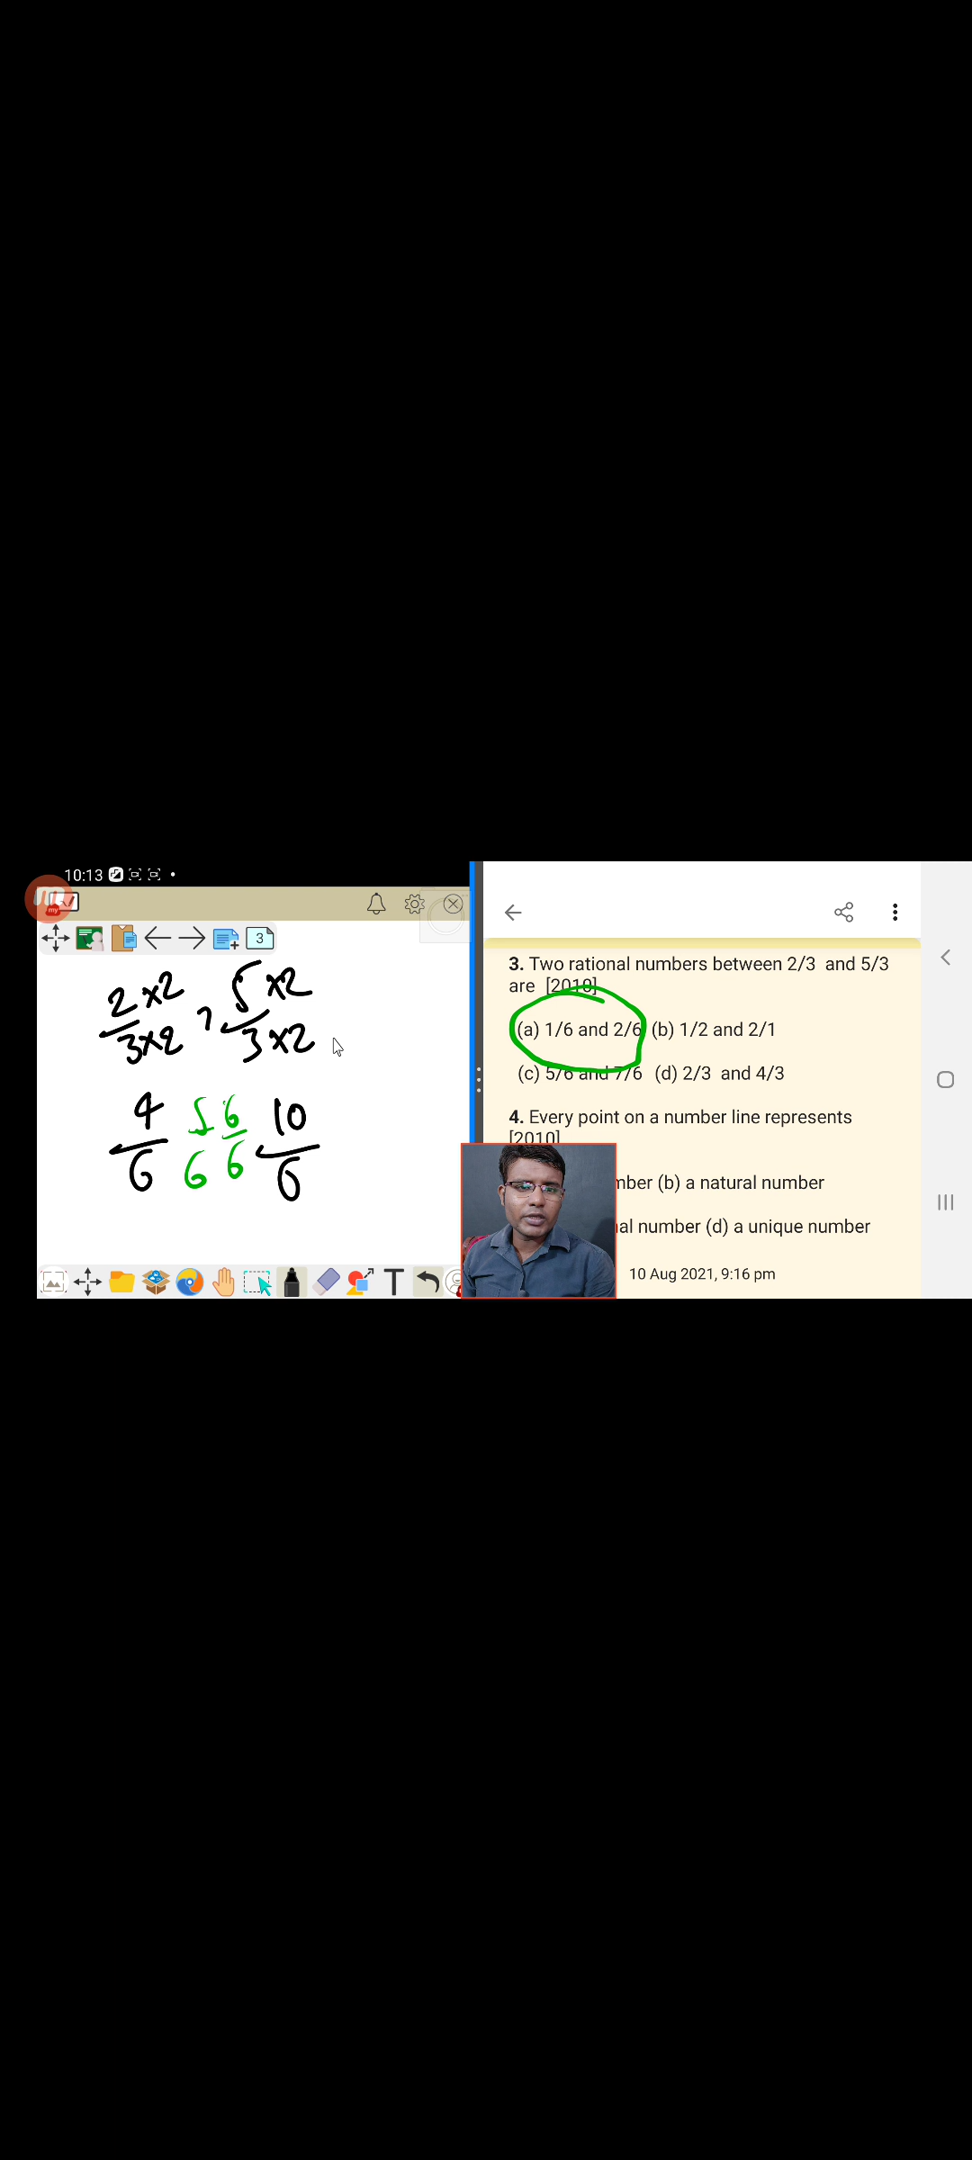 10:13
my
3
2×2 , 5×2
3×2 3×2
4 5 6 10
6 6 6 6
3. Two rational numbers between 2/3 and 5/3
are [2010]
(a) 1/6 and 2/6 (b) 1/2 and 2/1
(c) 5/6 and 7/6 (d) 2/3 and 4/3
4. Every point on a number line represents
[2010]
(b) a natural number
number (d) a unique number
10 Aug 2021, 9:16 pm
T